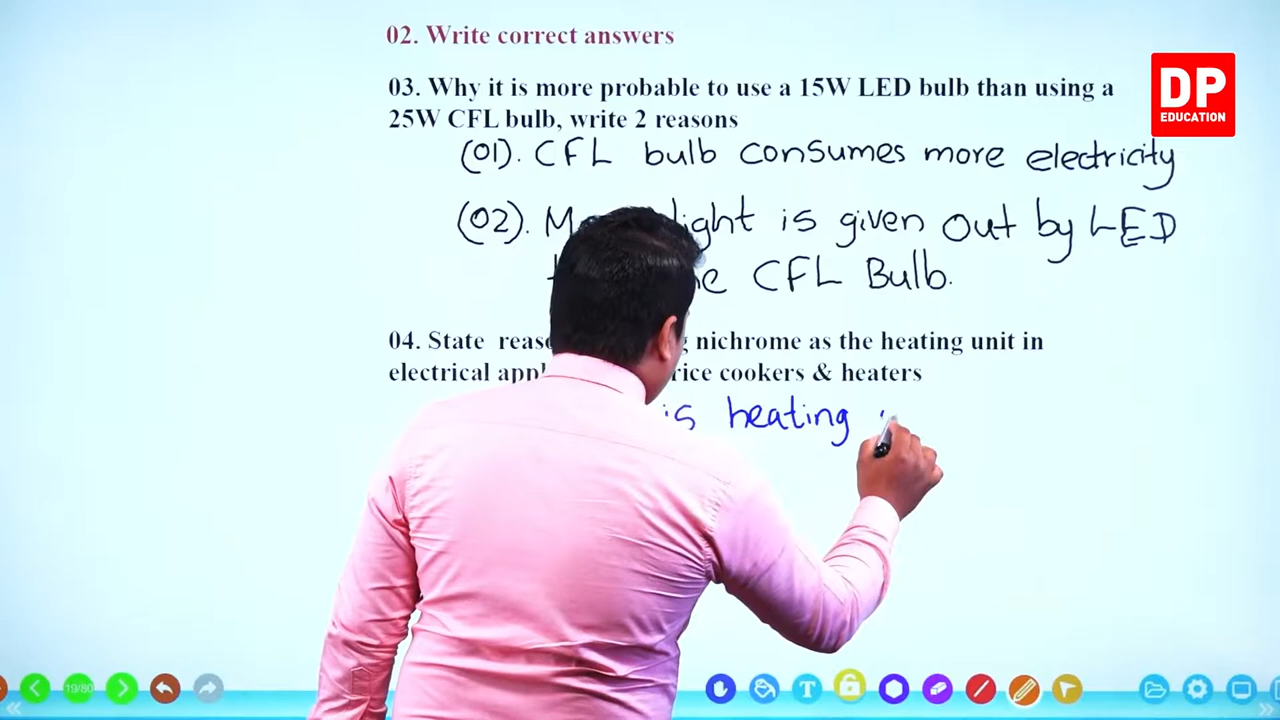 02. Write correct answers
DP
EDUCATION
03. Why it is more probable to use a 15W LED bulb than using a
25W CFL bulb, write 2 reasons
(01). CFL bulb consumes more electricity
(02). light is given out by LED
CFL Bulb.
04. State nichrome as the heating unit in
electrical rice cookers & heaters
is heating
19/80